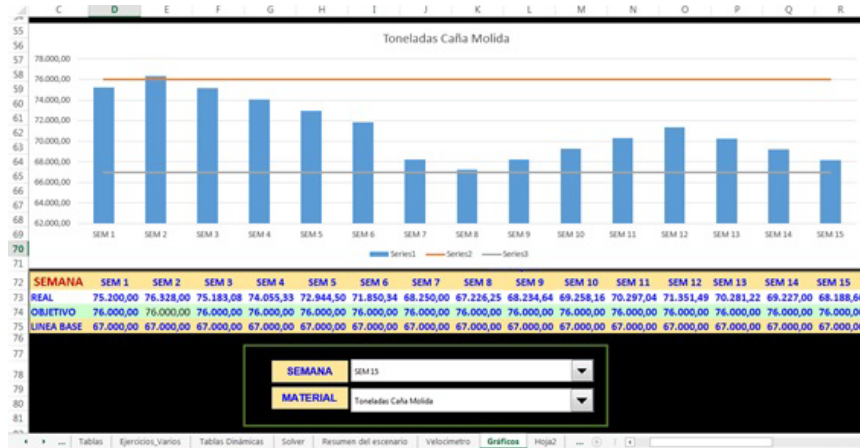 C D E F G H I J K L M N O P Q R
55
56
57
58
59
60
61
62
63
64
65
66
67
68
69
70
71
Toneladas Caña Molida
78.000,00
76.000,00
74.000,00
72.000,00
70.000,00
68.000,00
66.000,00
64.000,00
62.000,00
SEM 1 SEM 2 SEM 3 SEM 4 SEM 5 SEM 6 SEM 7 SEM 8 SEM 9 SEM 10 SEM 11 SEM 12 SEM 13 SEM 14 SEM 15
Series1 Series2 Series3
72 SEMANA SEM 1 SEM 2 SEM 3 SEM 4 SEM 5 SEM 6 SEM 7 SEM 8 SEM 9 SEM 10 SEM 11 SEM 12 SEM 13 SEM 14 SEM 15
73 REAL 75.200,00 76.328,00 75.183,08 74.055,33 72.944,50 71.850,34 68.250,00 67.226,25 68.234,64 69.258,16 70.297,04 71.351,49 70.281,22 69.227,00 68.188,6
74 OBJETIVO 76.000,00 76.000,00 76.000,00 76.000,00 76.000,00 76.000,00 76.000,00 76.000,00 76.000,00 76.000,00 76.000,00 76.000,00 76.000,00 76.000,00 76.000,0
75 LINEA BASE 67.000,00 67.000,00 67.000,00 67.000,00 67.000,00 67.000,00 67.000,00 67.000,00 67.000,00 67.000,00 67.000,00 67.000,00 67.000,00 67.000,00 67.000,0
76
77
78 SEMANA SEM 15
79
80 MATERIAL Toneladas Caña Molida
81
... Tablas Ejercicios_Varios Tablas Dinámicas Solver Resumen del escenario Velocimetro Gráficos Hoja2 ...